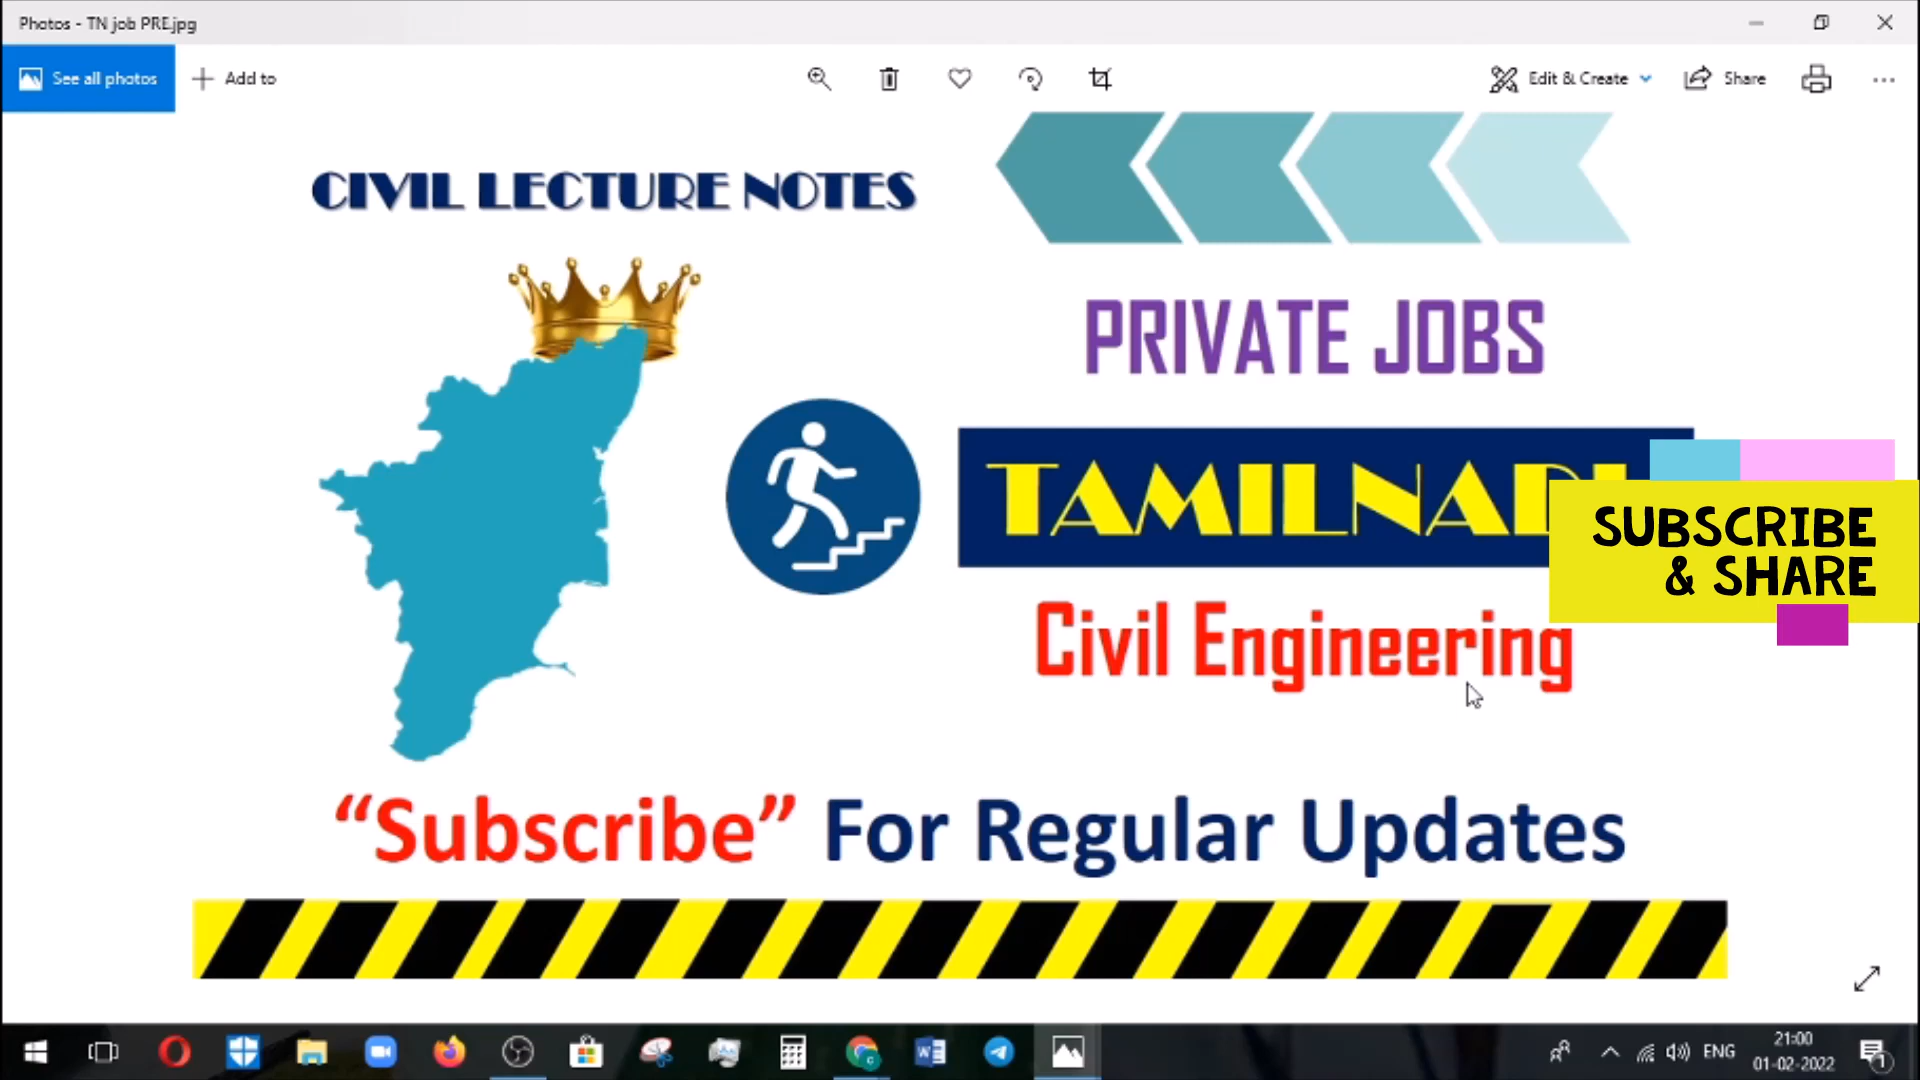 Photos - TN job PRE.jpg
See all photos
Add to
Edit & Create
Share
CIVIL LECTURE NOTES
PRIVATE JOBS
SUBSCRIBE
& SHARE
Civil Engineering
“Subscribe” For Regular Updates
ENG
21:00
01-02-2022
1